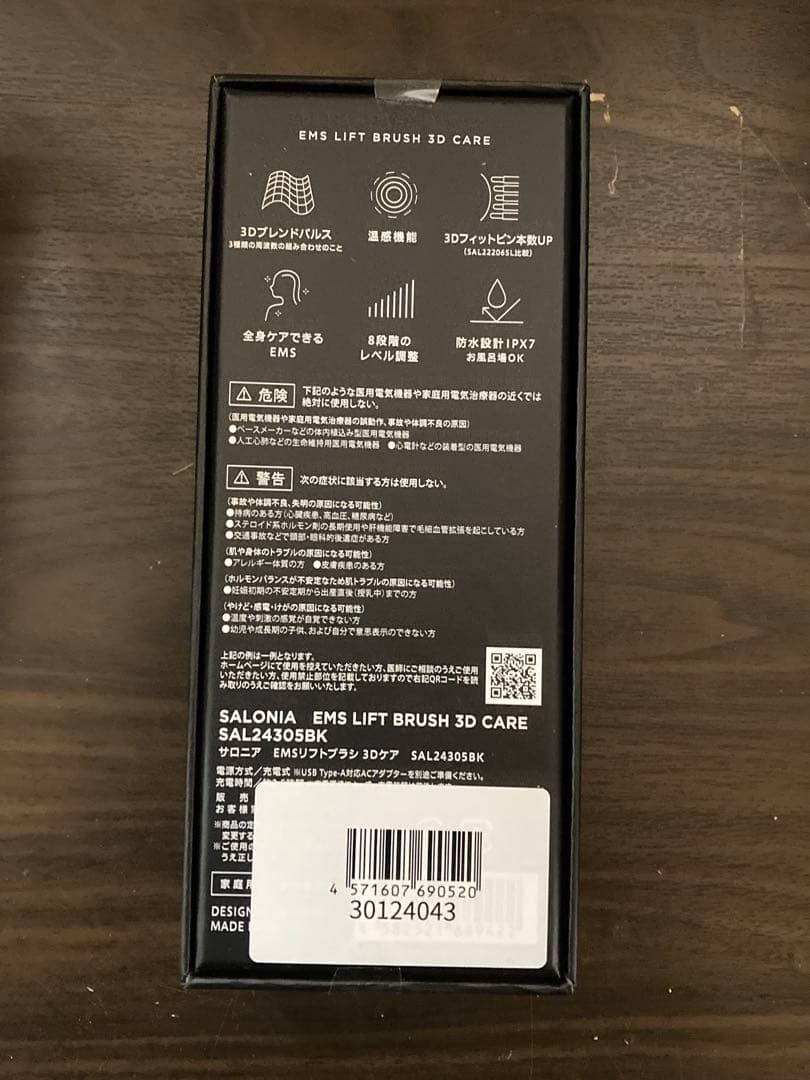 EMS LIFT BRUSH 3D CARE
3Dブレンドパルス
3種類の周波数の組み合わせのこと
温感機能
3Dフィットピン本数UP
(SAL22206SL比較)
全身ケアできる
EMS
8段階の
レベル調整
防水設計IPX7
お風呂場OK
⚠ 危険
下記のような医用電気機器や家庭用電気治療器の近くでは
絶対に使用しない。
(医用電気機器や家庭用電気治療器の誤動作、事故や体調不良の原因)
●ペースメーカーなどの体内植込み型医用電気機器
●人工心肺などの生命維持用医用電気機器 ●心電計などの装着型の医用電気機器
⚠ 警告
次の症状に該当する方は使用しない。
(事故や体調不良、失明の原因になる可能性)
●持病のある方(心臓疾患、高血圧、糖尿病など)
●ステロイド系ホルモン剤の長期使用や肝機能障害で毛細血管拡張を起こしている方
●交通事故などで頭部・眼科的後遺症がある方
(肌や身体のトラブルの原因になる可能性)
●アレルギー体質の方 ●皮膚疾患のある方
(ホルモンバランスが不安定なため肌トラブルの原因になる可能性)
●妊娠初期の不安定期から出産直後(授乳中)までの方
(やけど・感電・けがの原因になる可能性)
●温度や刺激の感覚が自覚できない方
●幼児や成長期の子供、および自分で意思表示のできない方
上記の例は一例となります。
ホームページにて使用を控えていただきたい方、医師にご相談のうえご使用
いただきたい方、使用禁止部位を記載しておりますので右記QRコードを読
み取りのうえご確認をお願いいたします。
SALONIA EMS LIFT BRUSH 3D CARE
SAL24305BK
サロニア EMSリフトブラシ 3Dケア SAL24305BK
電源方式/充電式 ※USB Type-A対応ACアダプターを別途ご準備ください。
充電時間
販 売
お客様
※商品の定
変更する
※ご使用の
うえ正し
家庭用
DESIGN
MADE
4 571607 690520
30124043